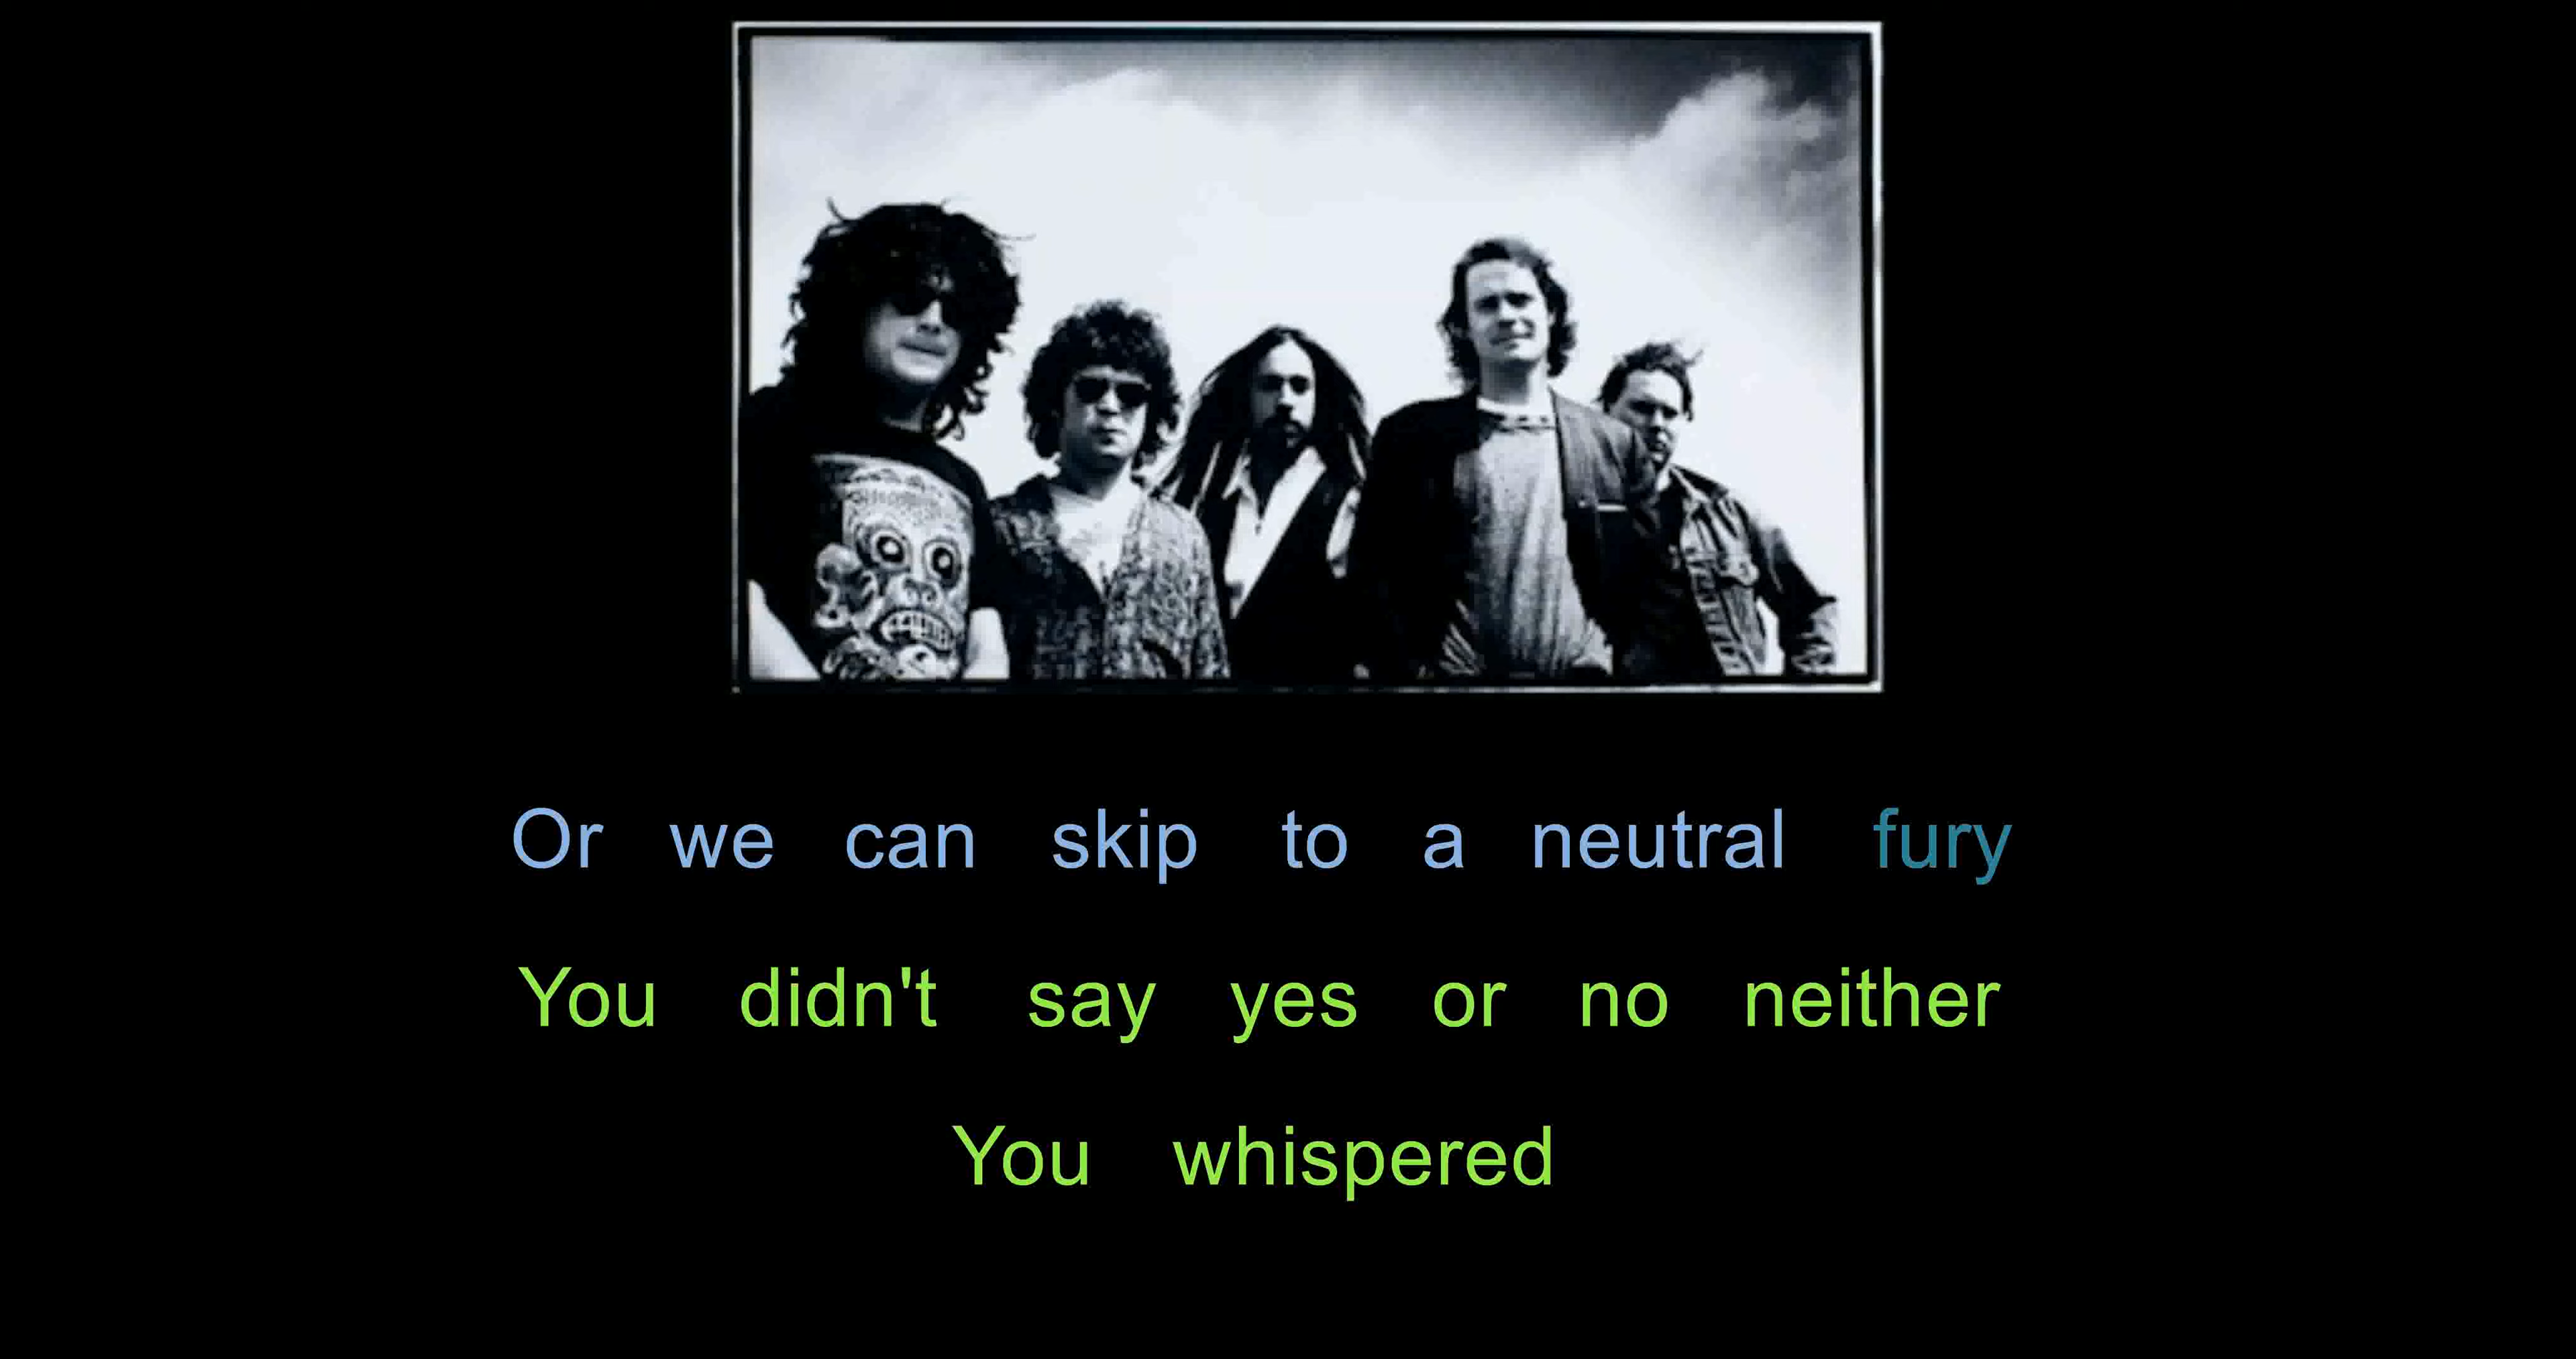 Or we can skip to a neutral fury
You didn't say yes or no neither
You whispered